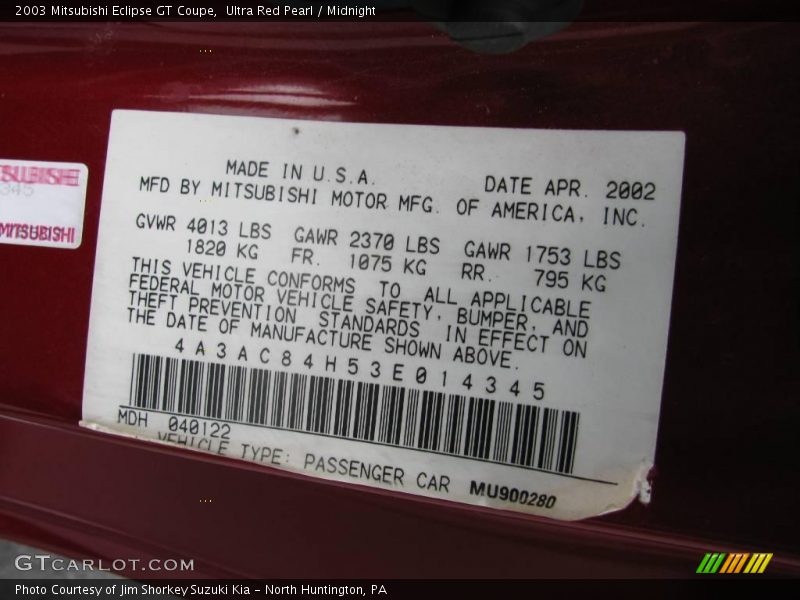 2003 Mitsubishi Eclipse GT Coupe, Ultra Red Pearl / Midnight
MADE IN U.S.A. DATE APR. 2002
MFD BY MITSUBISHI MOTOR MFG. OF AMERICA, INC.
GVWR 4013 LBS GAWR 2370 LBS GAWR 1753 LBS
1820 KG FR. 1075 KG RR. 795 KG
THIS VEHICLE CONFORMS TO ALL APPLICABLE
FEDERAL MOTOR VEHICLE SAFETY, BUMPER, AND
THEFT PREVENTION STANDARDS IN EFFECT ON
THE DATE OF MANUFACTURE SHOWN ABOVE.
4A3AC84H53E014345
MDH 040122
VEHICLE TYPE: PASSENGER CAR MU900280
345
MITSUBISHI
GTCARLOT.COM
Photo Courtesy of Jim Shorkey Suzuki Kia - North Huntington, PA